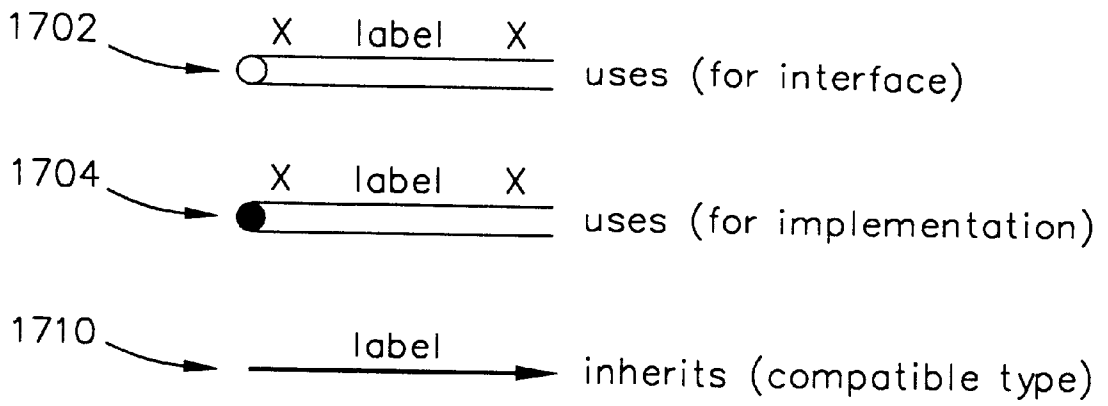 1702 X label X uses (for interface)
1704 X label X uses (for implementation)
1710 label inherits (compatible type)